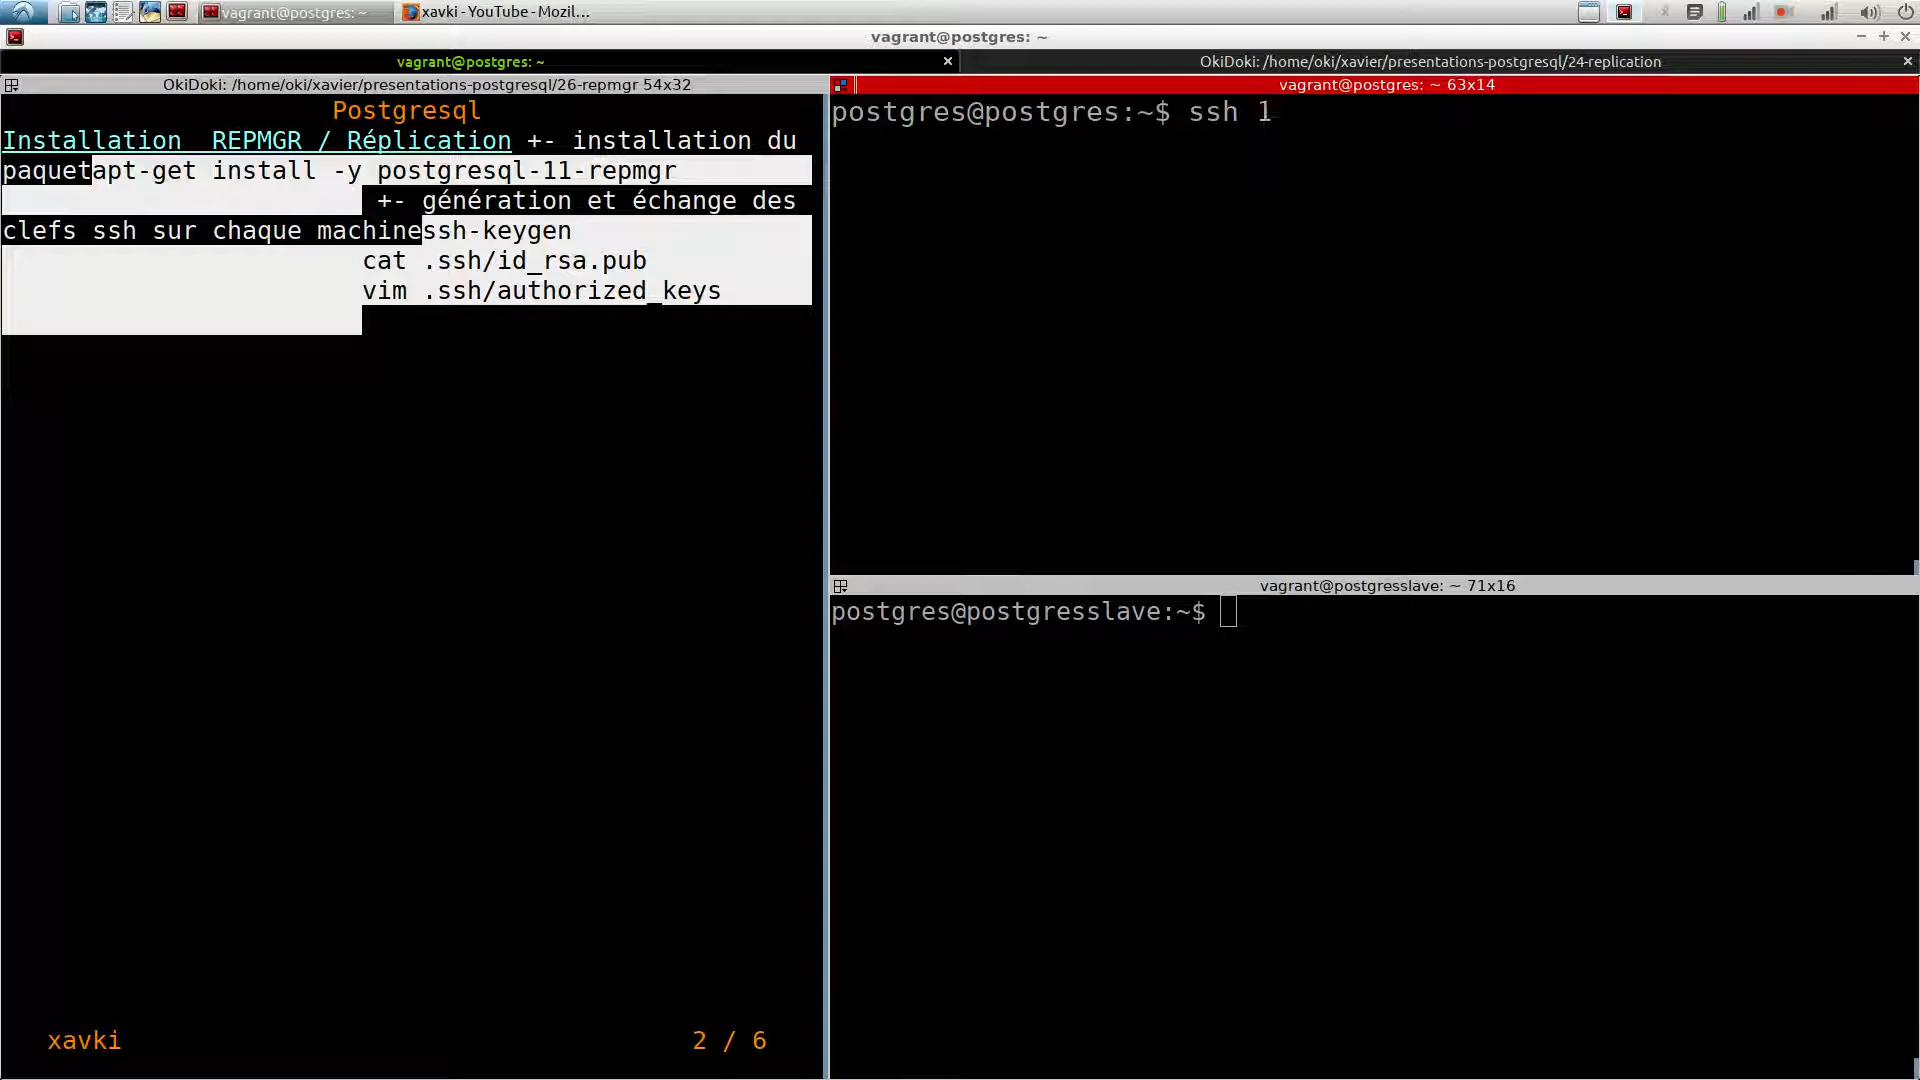 vagrant@postgres: ~
xavki - YouTube - Mozil...
vagrant@postgres: ~
vagrant@postgres: ~
OkiDoki: /home/oki/xavier/presentations-postgresql/24-replication
OkiDoki: /home/oki/xavier/presentations-postgresql/26-repmgr 54x32
Postgresql
Installation  REPMGR / Réplication +- installation du
paquetapt-get install -y postgresql-11-repmgr
+- génération et échange des
clefs ssh sur chaque machinessh-keygen
cat .ssh/id_rsa.pub
vim .ssh/authorized_keys
xavki
2 / 6
vagrant@postgres: ~ 63x14
postgres@postgres:~$ ssh 1
vagrant@postgresslave: ~ 71x16
postgres@postgresslave:~$